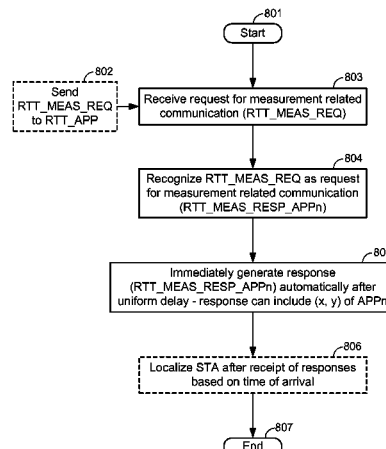 801
Start
802
Send
RTT_MEAS_REQ
to RTT_APP
803
Receive request for measurement related
communication (RTT_MEAS_REQ)
804
Recognize RTT_MEAS_REQ as request
for measurement related communication
(RTT_MEAS_RESP_APPn)
80
Immediately generate response
(RTT_MEAS_RESP_APPn) automatically after
uniform delay - response can include (x, y) of APPn
806
Localize STA after receipt of responses
based on time of arrival
807
End